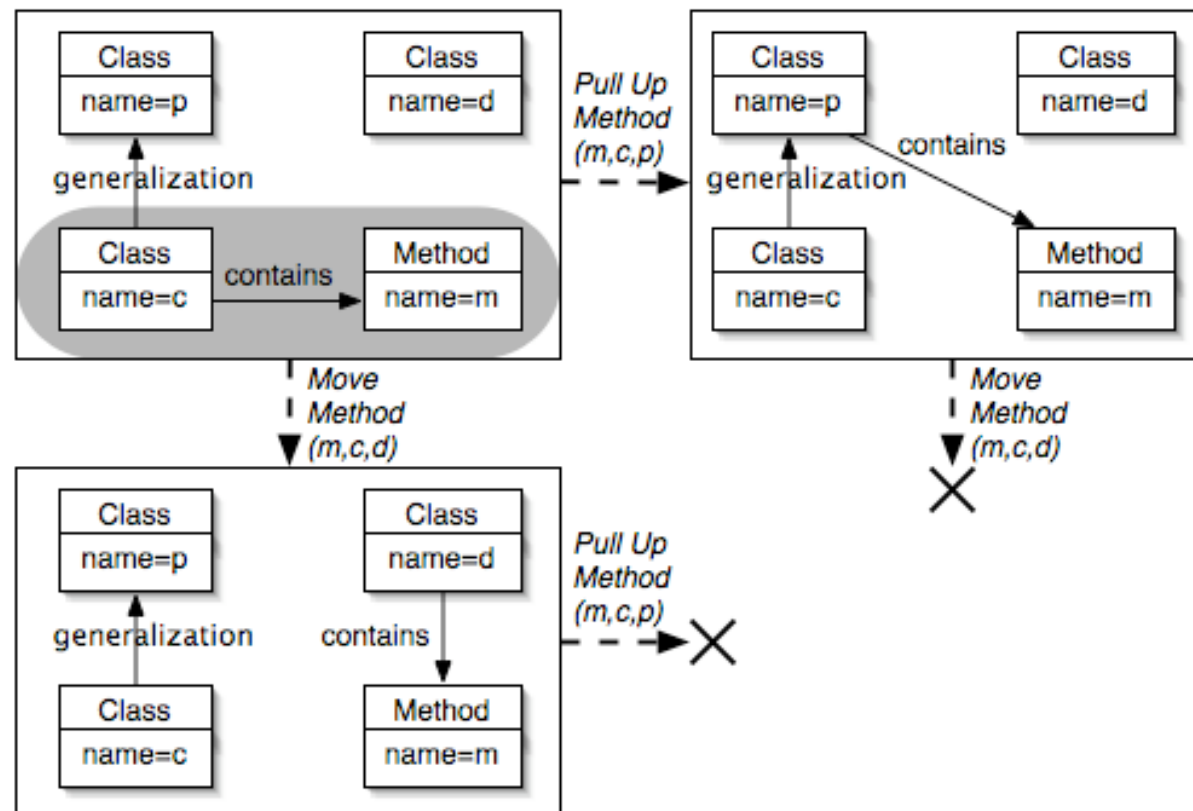 Class
name=p
Class
name=d
generalization
Class
name=c
contains
Method
name=m
Pull Up
Method
(m,c,p)
Class
name=p
Class
name=d
contains
generalization
Class
name=c
Method
name=m
Move
Method
(m,c,d)
Move
Method
(m,c,d)
Class
name=p
Class
name=d
generalization
contains
Class
name=c
Method
name=m
Pull Up
Method
(m,c,p)